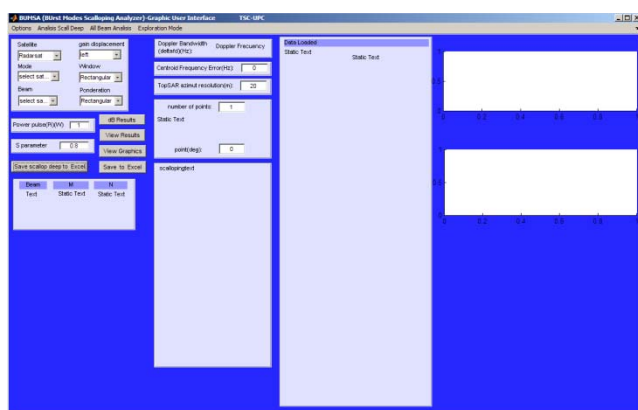 BUMSA (BUrst Modes Scalloping Analyzer)-Graphic User Interface TSC-UPC
Options Analisis Scall Deep All Beam Analisis Exploration Mode
Satellite gain displacement
Radarsat left
Mode Window
select sat... Rectangular
Beam Ponderation
select sa... Rectangular
Power pulse(R)(W) 1
dB Results
View Results
S parameter 0.8
View Graphics
Save scallop deep to Excel
Save to Excel
Beam M N
Text Static Text Static Text
Doppler Bandwidth Doppler Frecuency
(deltafd)(Hz):
Centroid Frequency Error(Hz): 0
TopSAR azimut resolution(m): 20
number of points: 1
Static Text
point(deg): 0
scallopingtext
Data Loaded
Static Text
Static Text
1
0.5
0
0 0.2 0.4 0.6 0.8 1
1
0.5
0
0 0.2 0.4 0.6 0.8 1